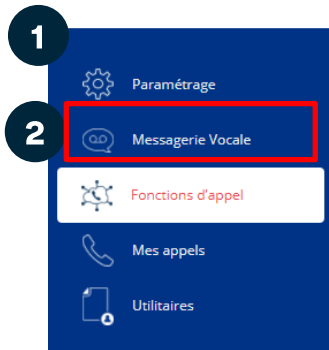 1
Paramétrage
2
Messagerie Vocale
Fonctions d'appel
Mes appels
Utilitaires